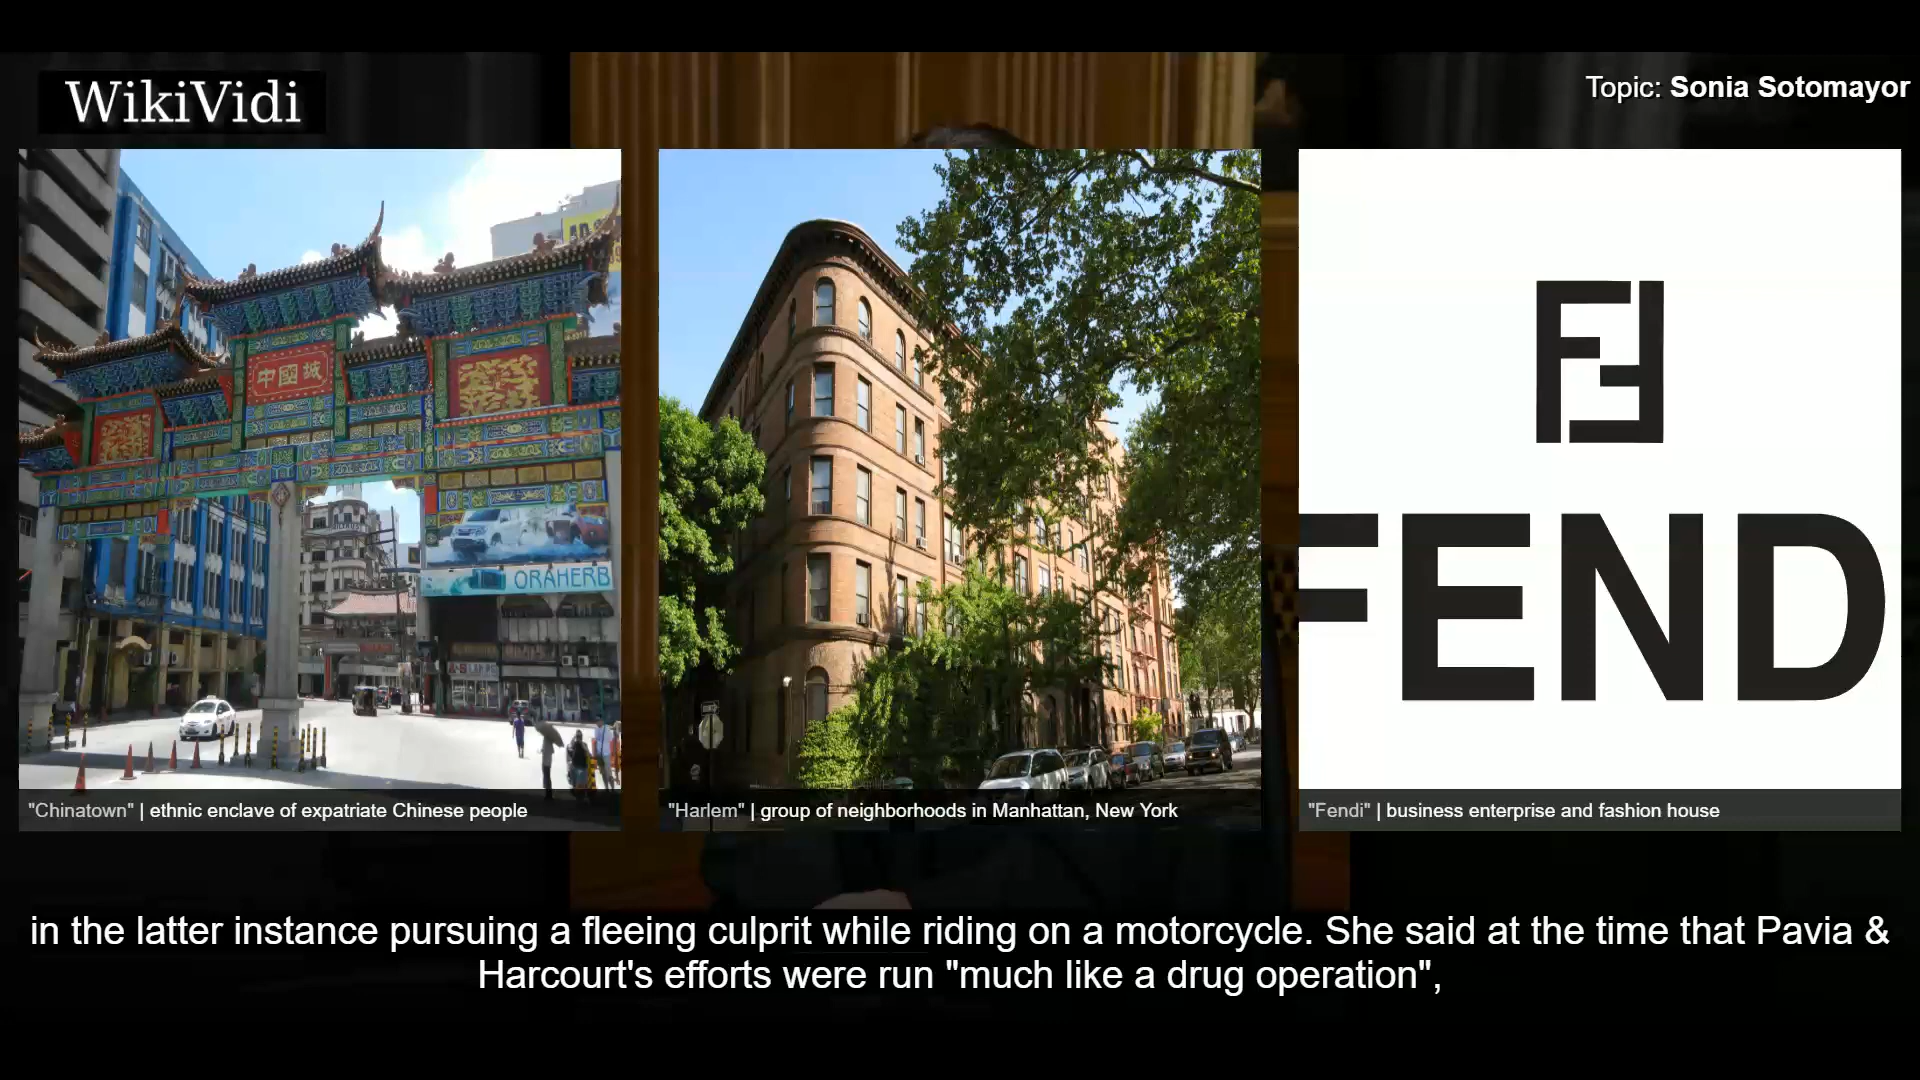 WikiVidi
Topic: Sonia Sotomayor
中國城
ORAHERB
FEND
"Chinatown" | ethnic enclave of expatriate Chinese people
"Harlem" | group of neighborhoods in Manhattan, New York
"Fendi" | business enterprise and fashion house
in the latter instance pursuing a fleeing culprit while riding on a motorcycle. She said at the time that Pavia &
Harcourt's efforts were run "much like a drug operation",